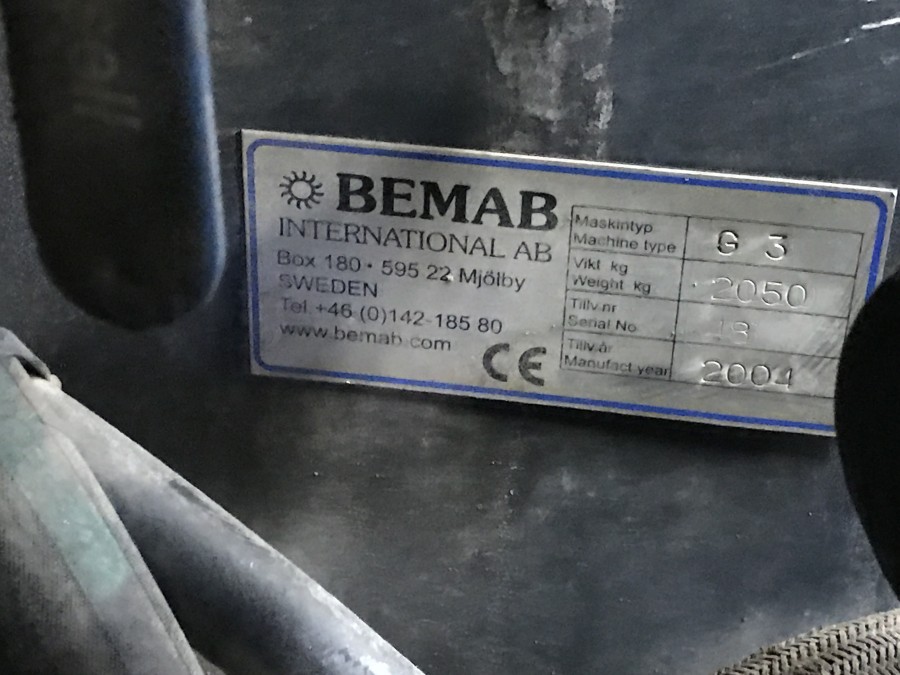 BEMAB
INTERNATIONAL AB
Box 180 • 595 22 Mjölby
SWEDEN
Tel +46 (0)142-185 80
www.bemab.com
CE
Maskintyp
Machine type G 3
Vikt kg
Weight kg 2050
Tillv.nr
Serial No 18
Tillv.år
Manufact year 2004